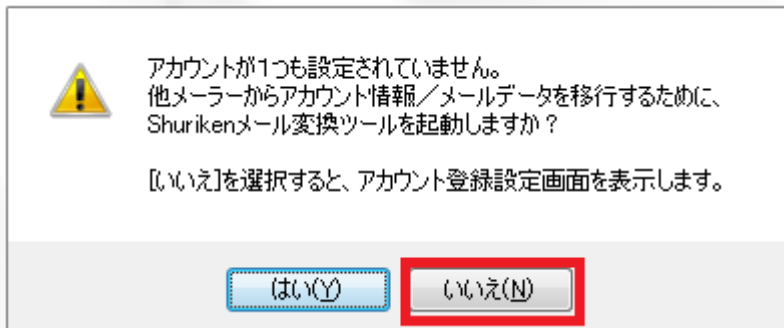 アカウントが1つも設定されていません。
他メーラーからアカウント情報／メールデータを移行するために、
Shurikenメール変換ツールを起動しますか？
[いいえ]を選択すると、アカウント登録設定画面を表示します。
はい(Y)
いいえ(N)